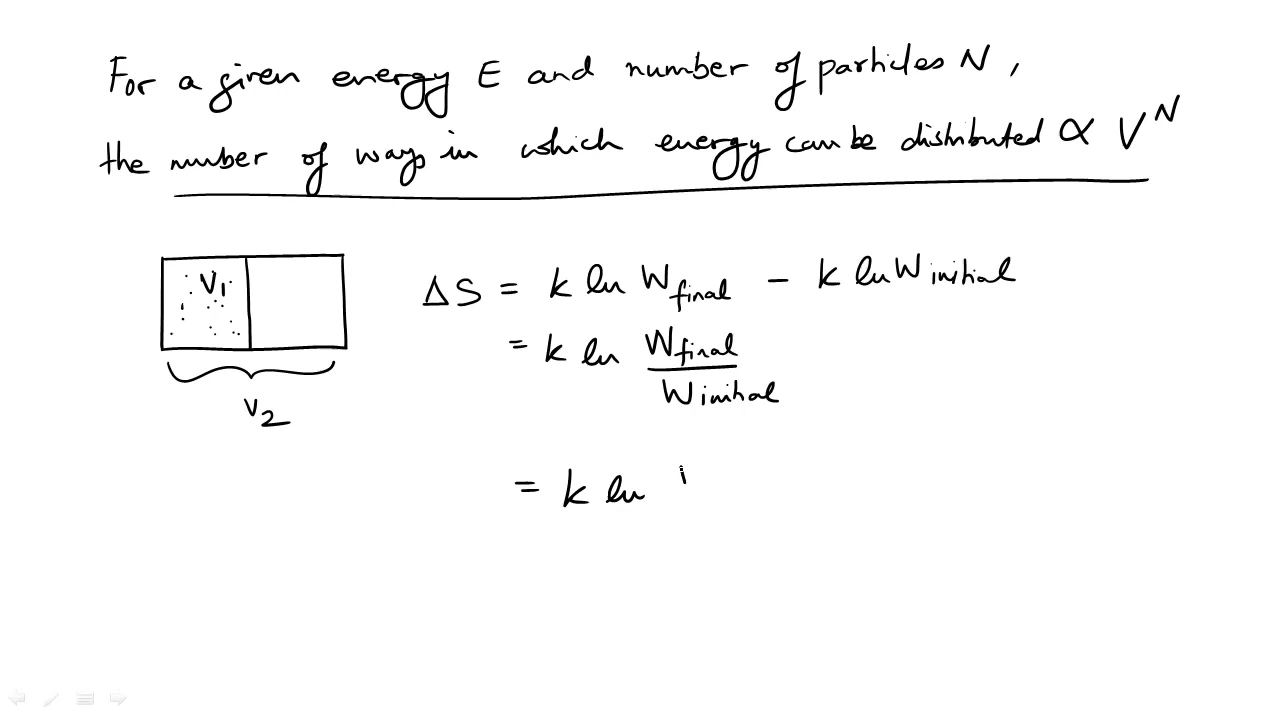 For a given energy E and number of particles N,
the number of ways in which energy can be distributed ∝ V^N
V₁
V₂
ΔS = k ln W_final − k ln W_initial
= k ln W_final / W_initial
= k ln